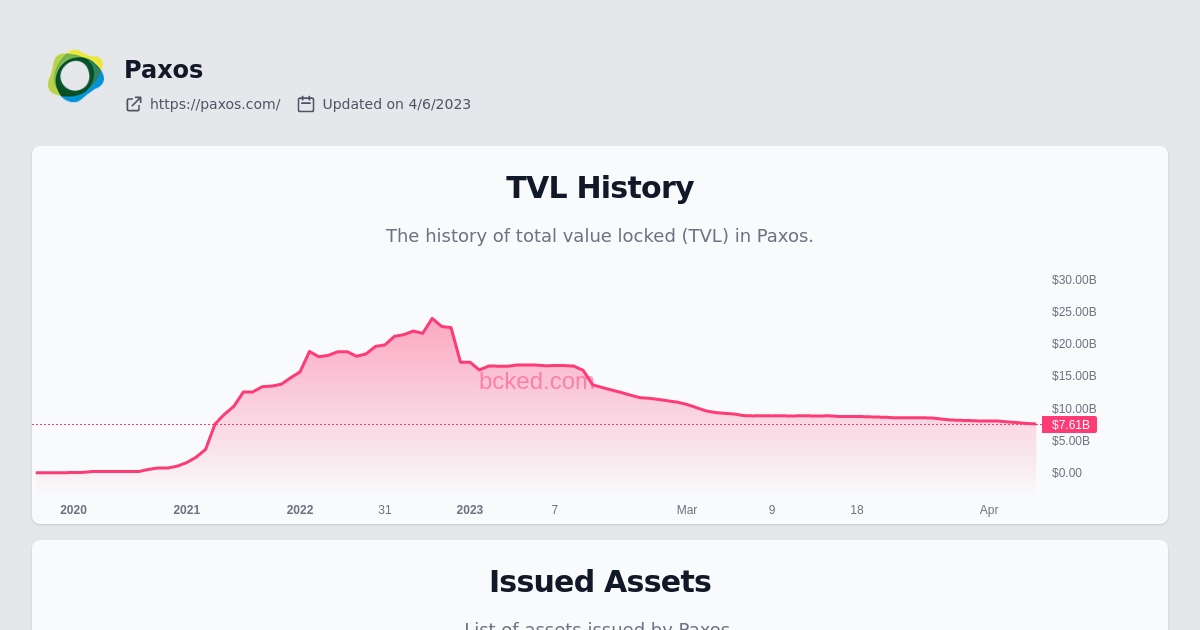 Paxos
https://paxos.com/ Updated on 4/6/2023
TVL History
The history of total value locked (TVL) in Paxos.
$30.00B
$25.00B
$20.00B
$15.00B
$10.00B
$7.61B
$5.00B
$0.00
bcked.com
2020 2021 2022 31 2023 7 Mar 9 18 Apr
Issued Assets
List of assets issued by Paxos.